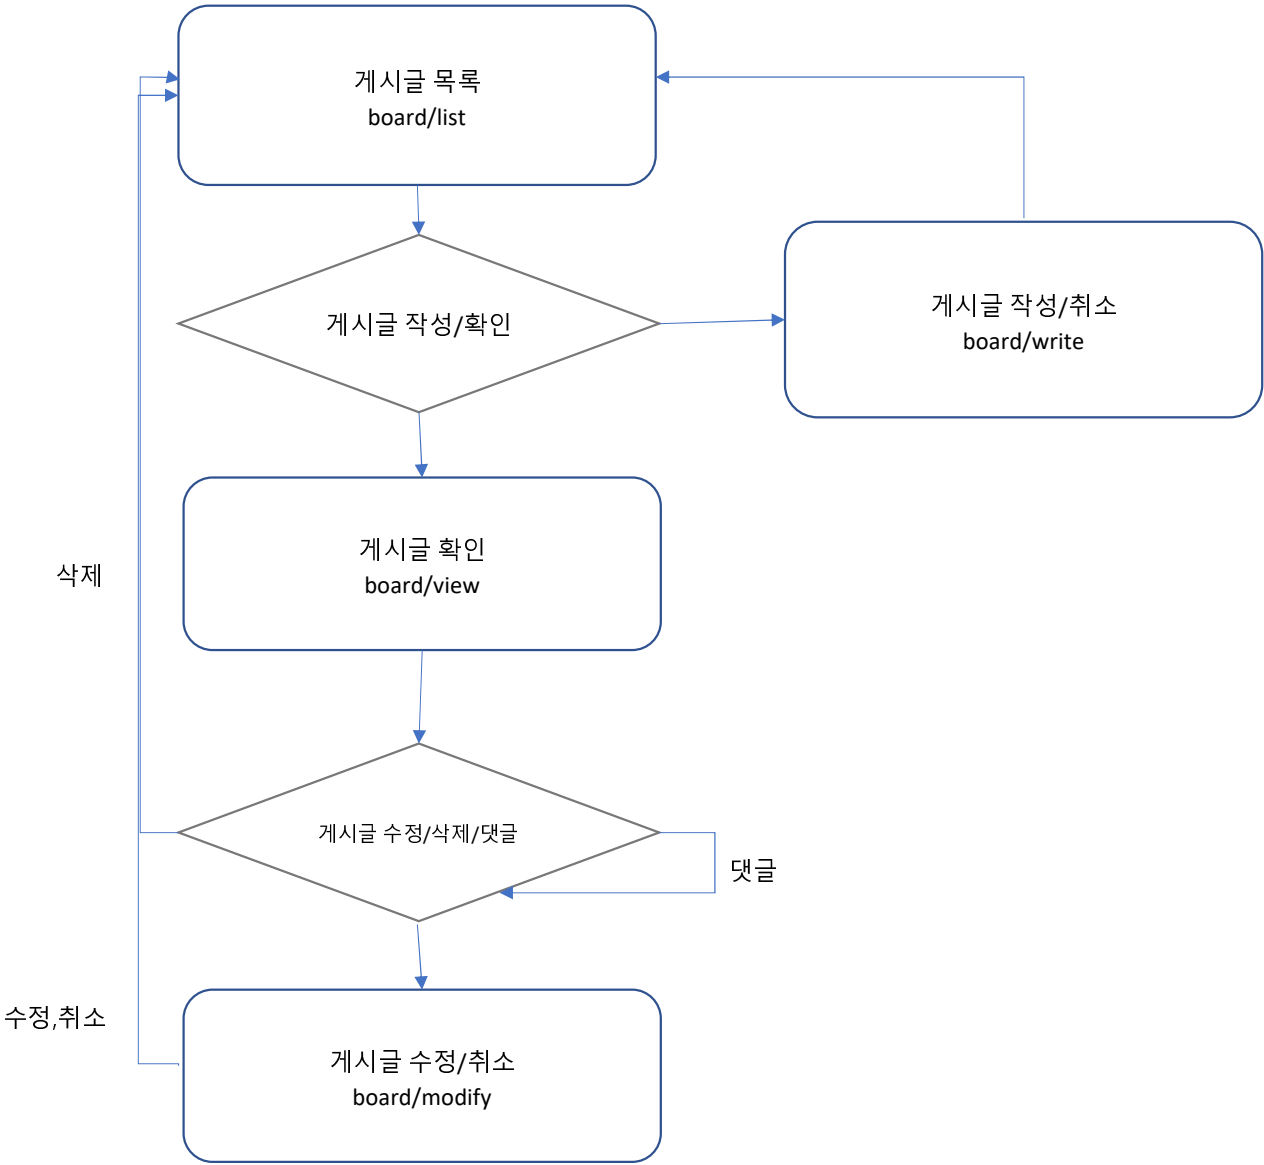 게시글 목록
board/list
게시글 작성/확인
게시글 작성/취소
board/write
게시글 확인
board/view
삭제
게시글 수정/삭제/댓글
댓글
수정,취소
게시글 수정/취소
board/modify